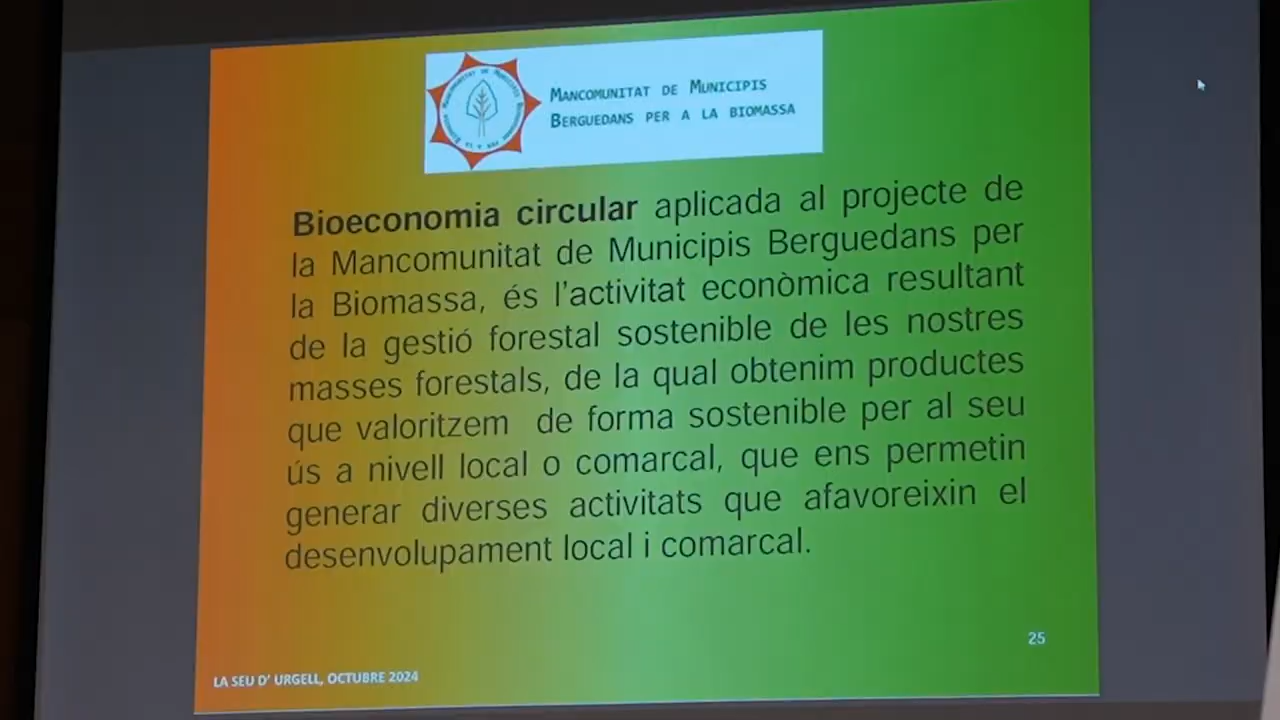 MANCOMUNITAT DE MUNICIPIS
BERGUEDANS PER A LA BIOMASSA
Bioeconomia circular aplicada al projecte de
la Mancomunitat de Municipis Berguedans per
la Biomassa, és l'activitat econòmica resultant
de la gestió forestal sostenible de les nostres
masses forestals, de la qual obtenim productes
que valoritzem de forma sostenible per al seu
ús a nivell local o comarcal, que ens permetin
generar diverses activitats que afavoreixin el
desenvolupament local i comarcal.
25
LA SEU D' URGELL, OCTUBRE 2024